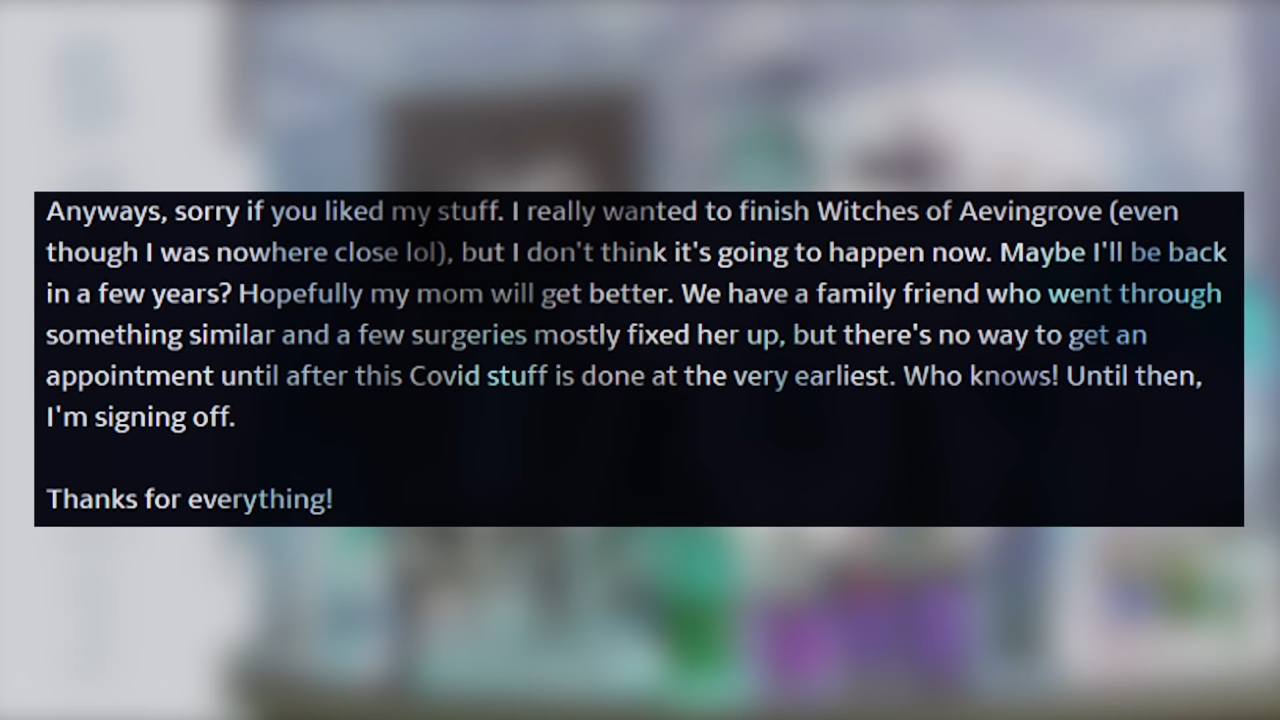 Anyways, sorry if you liked my stuff. I really wanted to finish Witches of Aevingrove (even
though I was nowhere close lol), but I don't think it's going to happen now. Maybe I'll be back
in a few years? Hopefully my mom will get better. We have a family friend who went through
something similar and a few surgeries mostly fixed her up, but there's no way to get an
appointment until after this Covid stuff is done at the very earliest. Who knows! Until then,
I'm signing off.
Thanks for everything!